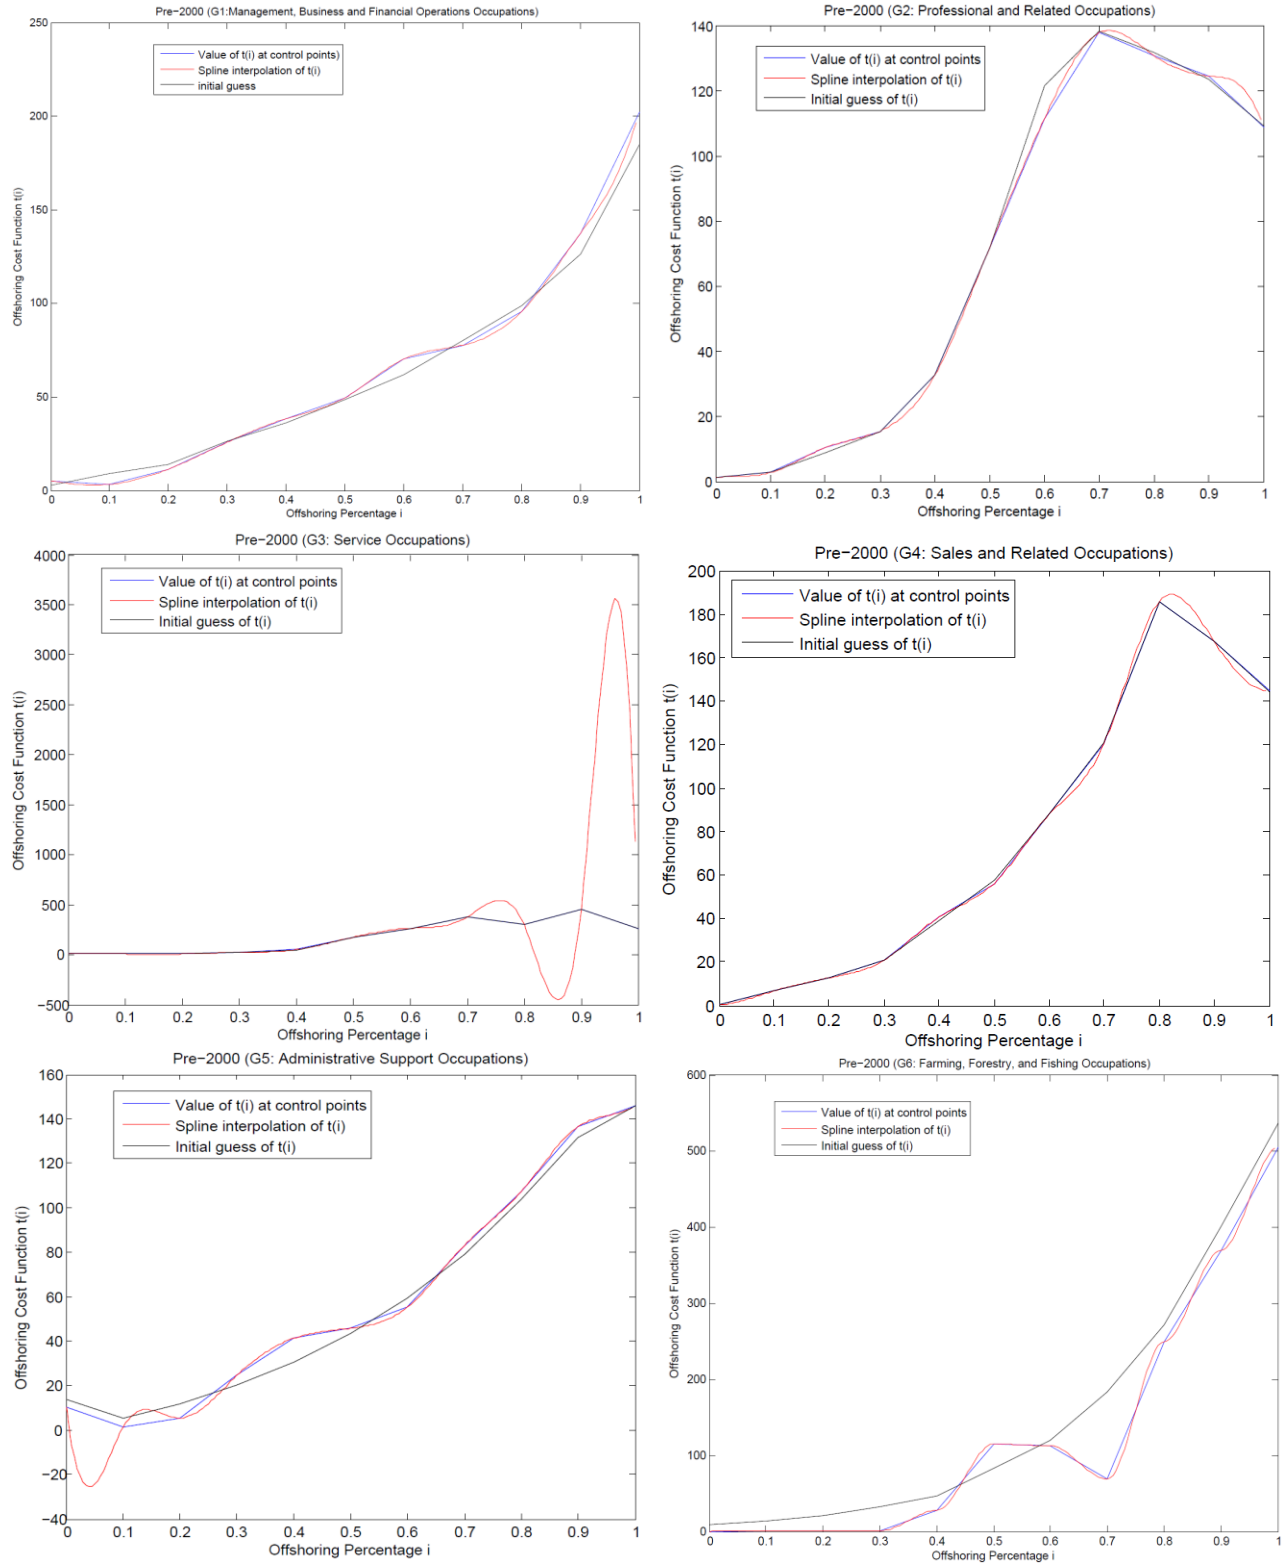 Pre−2000 (G1:Management, Business and Financial Operations Occupations)
250
200
150
100
50
0
Offshoring Cost Function t(i)
Value of t(i) at control points)
Spline interpolation of t(i)
initial guess
0 0.1 0.2 0.3 0.4 0.5 0.6 0.7 0.8 0.9 1
Offshoring Percentage i
Pre−2000 (G2: Professional and Related Occupations)
140
120
100
80
60
40
20
0
Offshoring Cost Function t(i)
Value of t(i) at control points
Spline interpolation of t(i)
Initial guess of t(i)
0 0.1 0.2 0.3 0.4 0.5 0.6 0.7 0.8 0.9 1
Offshoring Percentage i
Pre−2000 (G3: Service Occupations)
4000
3500
3000
2500
2000
1500
1000
500
0
−500
Offshoring Cost Function t(i)
Value of t(i) at control points
Spline interpolation of t(i)
Initial guess of t(i)
0 0.1 0.2 0.3 0.4 0.5 0.6 0.7 0.8 0.9 1
Offshoring Percentage i
Pre−2000 (G4: Sales and Related Occupations)
200
180
160
140
120
100
80
60
40
20
0
Offshoring Cost Function t(i)
Value of t(i) at control points
Spline interpolation of t(i)
Initial guess of t(i)
0 0.1 0.2 0.3 0.4 0.5 0.6 0.7 0.8 0.9 1
Offshoring Percentage i
Pre−2000 (G5: Administrative Support Occupations)
160
140
120
100
80
60
40
20
0
−20
−40
Offshoring Cost Function t(i)
Value of t(i) at control points
Spline interpolation of t(i)
Initial guess of t(i)
0 0.1 0.2 0.3 0.4 0.5 0.6 0.7 0.8 0.9 1
Offshoring Percentage i
Pre−2000 (G6: Farming, Forestry, and Fishing Occupations)
600
500
400
300
200
100
0
Offshoring Cost Function t(i)
Value of t(i) at control points
Spline interpolation of t(i)
Initial guess of t(i)
0 0.1 0.2 0.3 0.4 0.5 0.6 0.7 0.8 0.9 1
Offshoring Percentage i